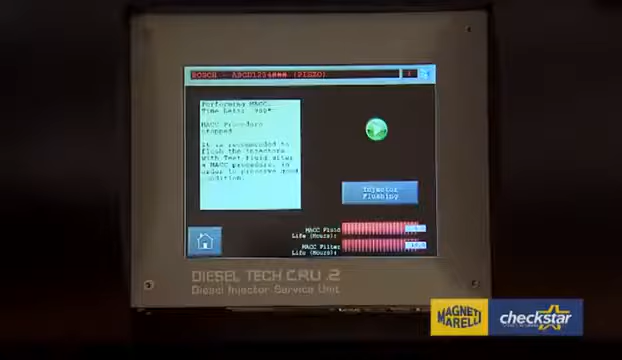 BOSCH - ABCD1234### (PIEZO)
Performing MACC.
MACC Procedure
stopped
It is recommended to
flush the injectors
with Test Fluid after
a MACC procedure, in
order to preserve good
condition.
Injector
Flushing
MACC Fluid
Life (Hours):
MACC Filter
Life (Hours):
DIESEL TECH C.R.U .2
Diesel Injector Service Unit
MAGNETI
MARELLI
checkstar